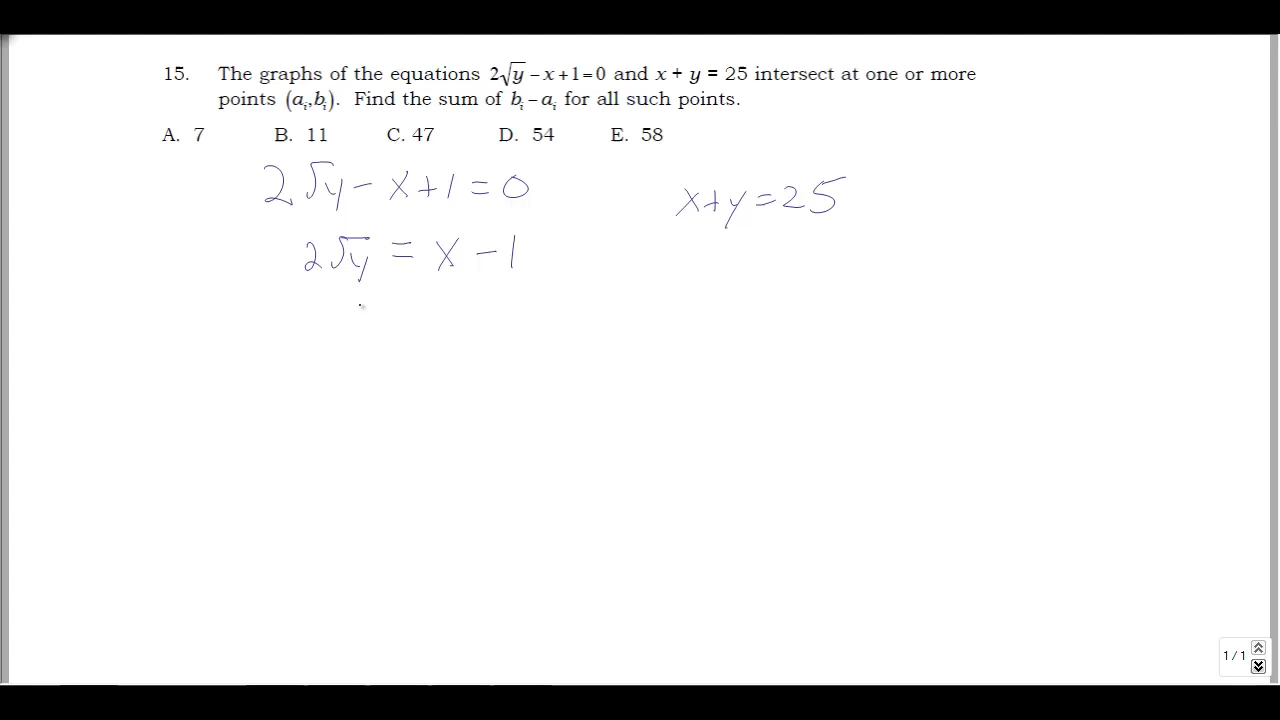 15. The graphs of the equations 2√y − x + 1 = 0 and x + y = 25 intersect at one or more
points (aᵢ, bᵢ). Find the sum of bᵢ − aᵢ for all such points.
A. 7 B. 11 C. 47 D. 54 E. 58
2√y − x + 1 = 0
x + y = 25
2√y = x − 1
1 / 1